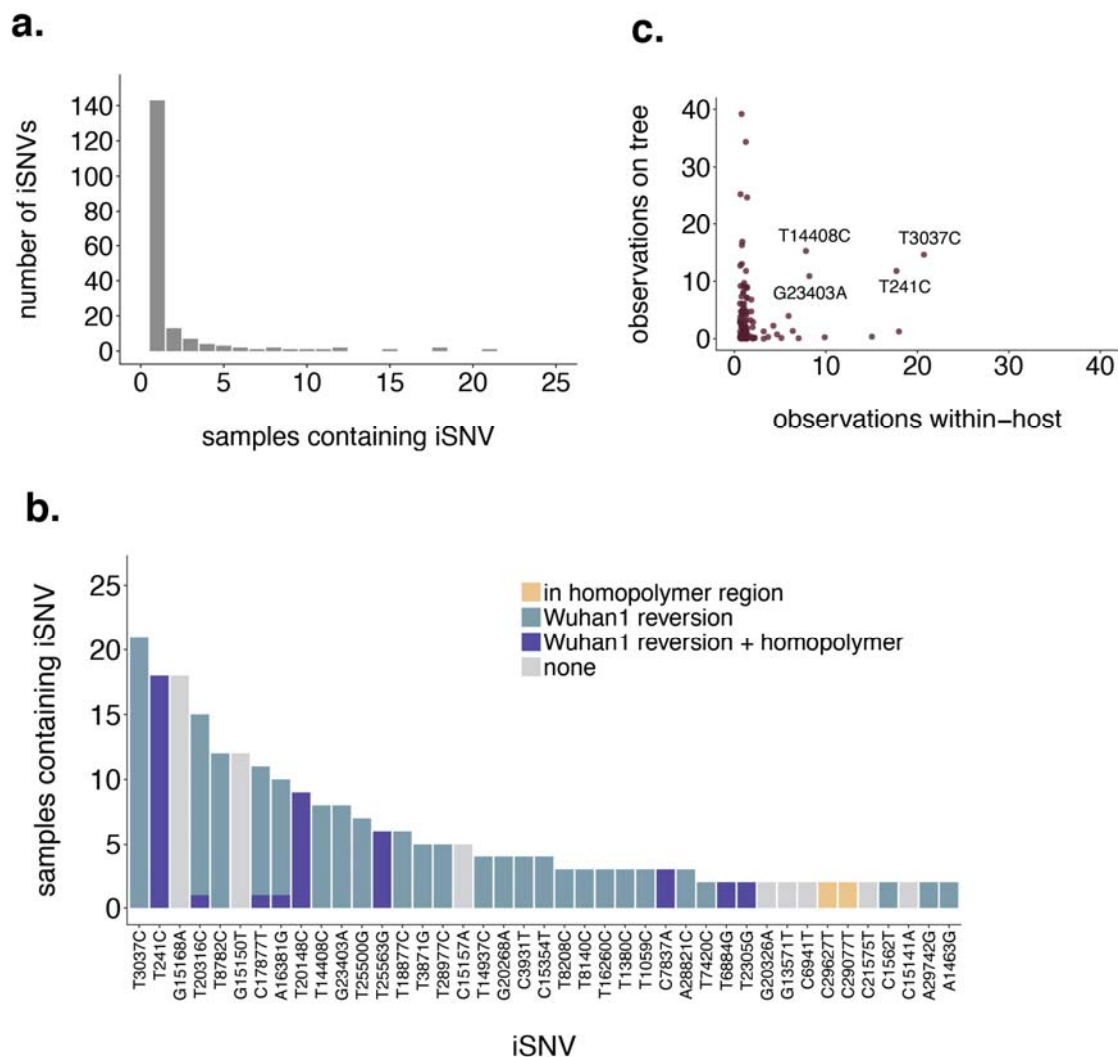 a.
number of iSNVs
140
120
100
80
60
40
20
0
0 5 10 15 20 25
samples containing iSNV
c.
observations on tree
40
30
20
10
0
T14408C
T3037C
G23403A
T241C
0 10 20 30 40
observations within-host
b.
samples containing iSNV
25
20
15
10
5
0
in homopolymer region
Wuhan1 reversion
Wuhan1 reversion + homopolymer
none
T3037C
T241C
G15168A
T20316C
T8782C
G15150T
C17877T
A16381G
T20148C
T14408C
G23403A
T25500G
T25563G
T18877C
T3871G
T28977C
C15157A
T14937C
G20268A
C3931T
C15354T
T8208C
T8140C
T16260C
T1380C
T1059C
C7837A
A28821C
T7420C
T6884G
T2305G
G20326A
G13571T
C6941T
C29627T
C29077T
C21575T
C1562T
C15141A
A29742G
A1463G
iSNV